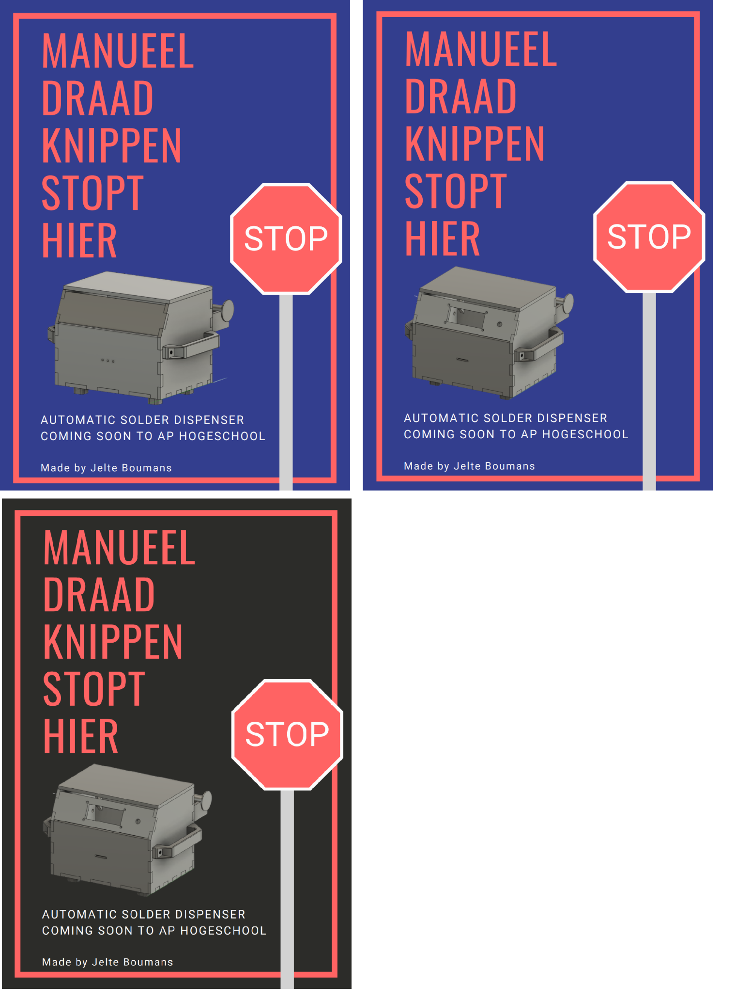 MANUEEL
DRAAD
KNIPPEN
STOPT
HIER
STOP
AUTOMATIC SOLDER DISPENSER
COMING SOON TO AP HOGESCHOOL
Made by Jelte Boumans
MANUEEL
DRAAD
KNIPPEN
STOPT
HIER
STOP
AUTOMATIC SOLDER DISPENSER
COMING SOON TO AP HOGESCHOOL
Made by Jelte Boumans
MANUEEL
DRAAD
KNIPPEN
STOPT
HIER
STOP
AUTOMATIC SOLDER DISPENSER
COMING SOON TO AP HOGESCHOOL
Made by Jelte Boumans